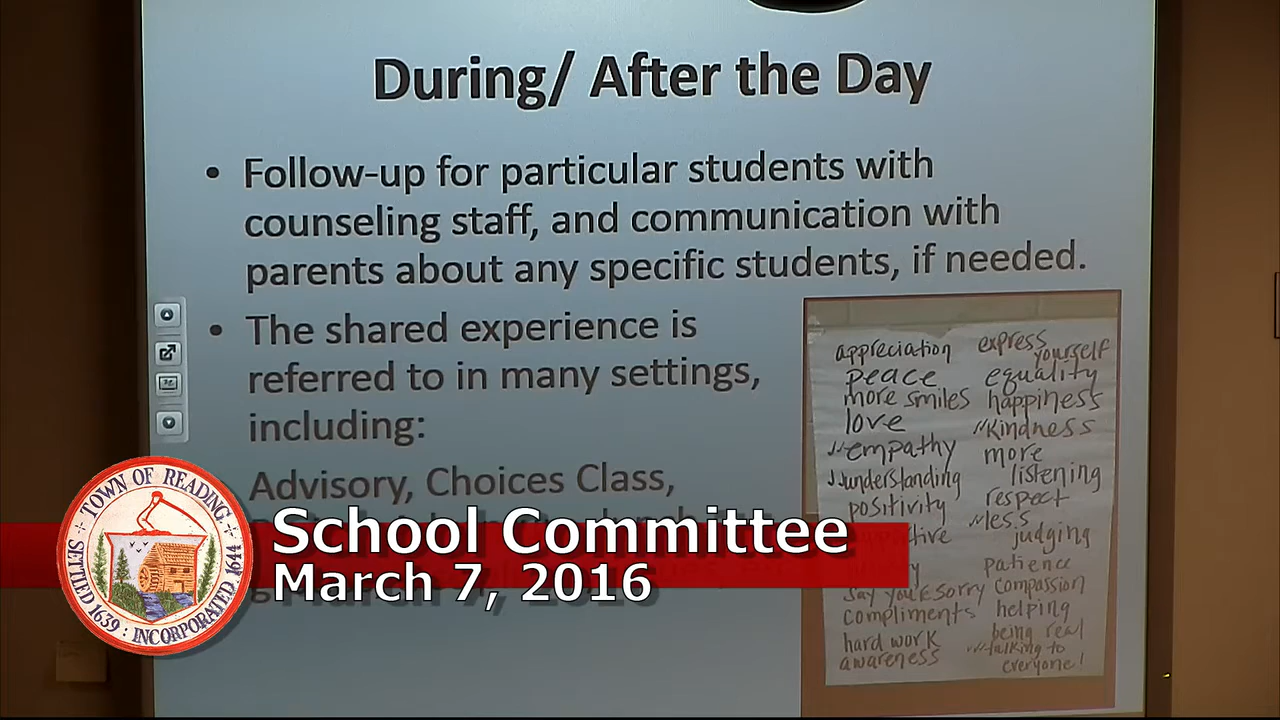 During/ After the Day
• Follow-up for particular students with
counseling staff, and communication with
parents about any specific students, if needed.
• The shared experience is
referred to in many settings,
including:
Advisory, Choices Class,
appreciation
peace
more smiles
love
empathy
understanding
positivity
say you're sorry
compliments
hard work
awareness
express
yourself
equality
happiness
kindness
more
listening
respect
less
judging
patience
compassion
helping
being real
talking to
everyone!
TOWN OF READING
SETTLED 1639 : INCORPORATED 1644
School Committee
March 7, 2016